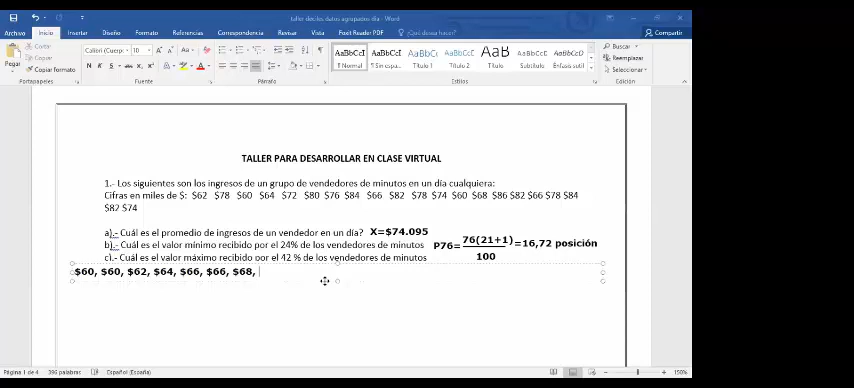 taller deciles datos agrupados día - Word
Archivo Inicio Insertar Diseño Formato Referencias Correspondencia Revisar Vista Foxit Reader PDF ¿Qué desea hacer? Compartir
Pegar
Cortar
Copiar
Copiar formato
Calibri (Cuerp 10
N K S abc
AaBbCcI AaBbCcI AaBbCc AaBbCcC AaB AaBbCcC AaBbCcD
¶ Normal ¶ Sin espa... Título 1 Título 2 Título Subtítulo Énfasis sutil
Buscar
Reemplazar
Seleccionar
Portapapeles Fuente Párrafo Estilos Edición
TALLER PARA DESARROLLAR EN CLASE VIRTUAL
1.- Los siguientes son los ingresos de un grupo de vendedores de minutos en un día cualquiera:
Cifras en miles de $: $62 $78 $60 $64 $72 $80 $76 $84 $66 $82 $78 $74 $60 $68 $86 $82 $66 $78 $84
$82 $74
a).- Cuál es el promedio de ingresos de un vendedor en un día? X=$74.095
b).- Cuál es el valor mínimo recibido por el 24% de los vendedores de minutos P76= 76(21+1) =16,72 posición
100
c).- Cuál es el valor máximo recibido por el 42 % de los vendedores de minutos
$60, $60, $62, $64, $66, $66, $68,
Página 1 de 4 396 palabras Español (España) 150%